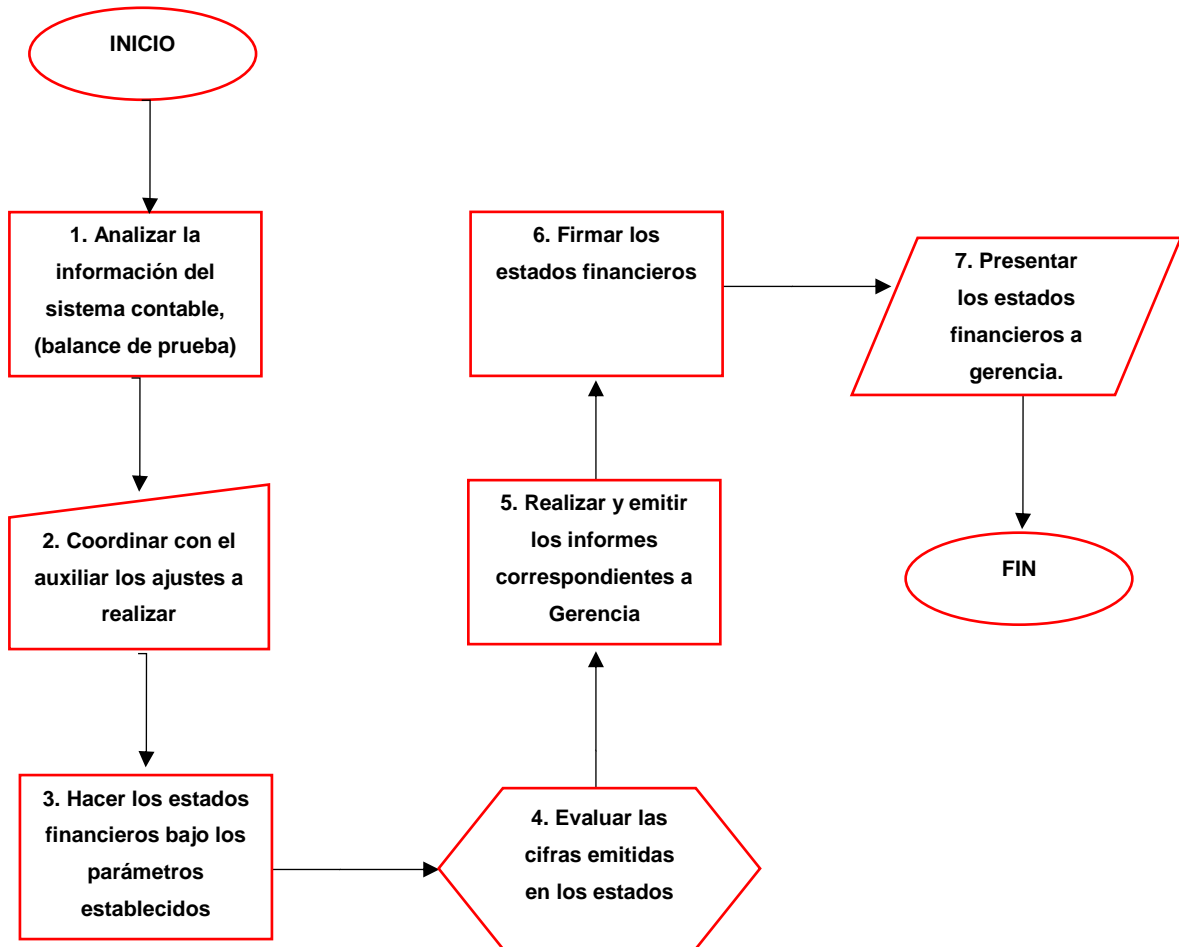 INICIO
1. Analizar la
información del
sistema contable,
(balance de prueba)
2. Coordinar con el
auxiliar los ajustes a
realizar
3. Hacer los estados
financieros bajo los
parámetros
establecidos
4. Evaluar las
cifras emitidas
en los estados
5. Realizar y emitir
los informes
correspondientes a
Gerencia
6. Firmar los
estados financieros
7. Presentar
los estados
financieros a
gerencia.
FIN